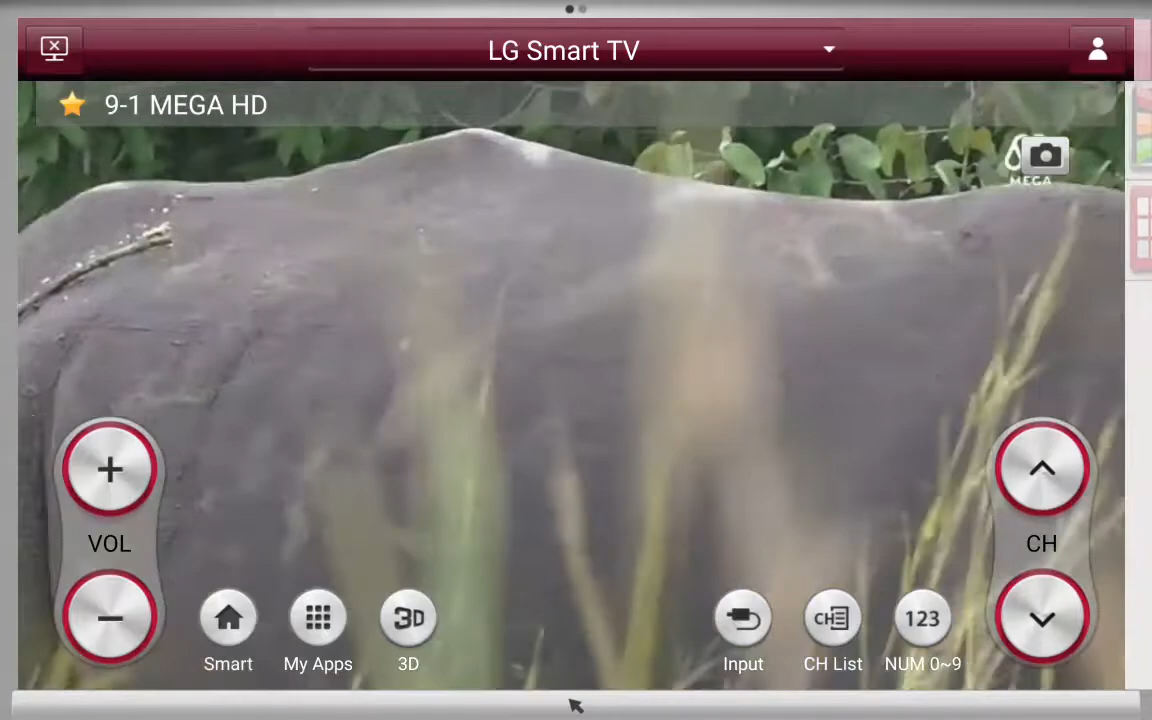 LG Smart TV
9-1 MEGA HD
MEGA
VOL
CH
3D
CH
123
Smart
My Apps
3D
Input
CH List
NUM 0~9